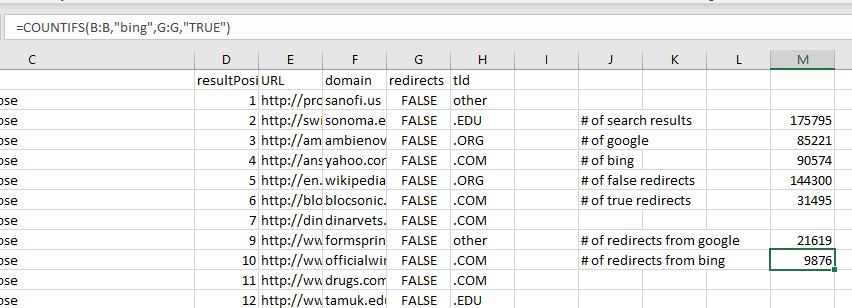 =COUNTIFS(B:B,"bing",G:G,"TRUE")
C D E F G H I J K L M
resultPosi URL domain redirects tld
ose 1 http://pro sanofi.us FALSE other
ose 2 http://swi sonoma.e FALSE .EDU # of search results 175795
ose 3 http://am ambienov FALSE .ORG # of google 85221
ose 4 http://ans yahoo.cor FALSE .COM # of bing 90574
ose 5 http://en. wikipedia FALSE .ORG # of false redirects 144300
ose 6 http://blo blocsonic. FALSE .COM # of true redirects 31495
ose 7 http://din dinarvets. FALSE .COM
ose 9 http://ww formsprin FALSE other # of redirects from google 21619
ose 10 http://ww officialwi FALSE .COM # of redirects from bing 9876
ose 11 http://ww drugs.com FALSE .COM
ose 12 http://ww tamuk.edu FALSE .EDU